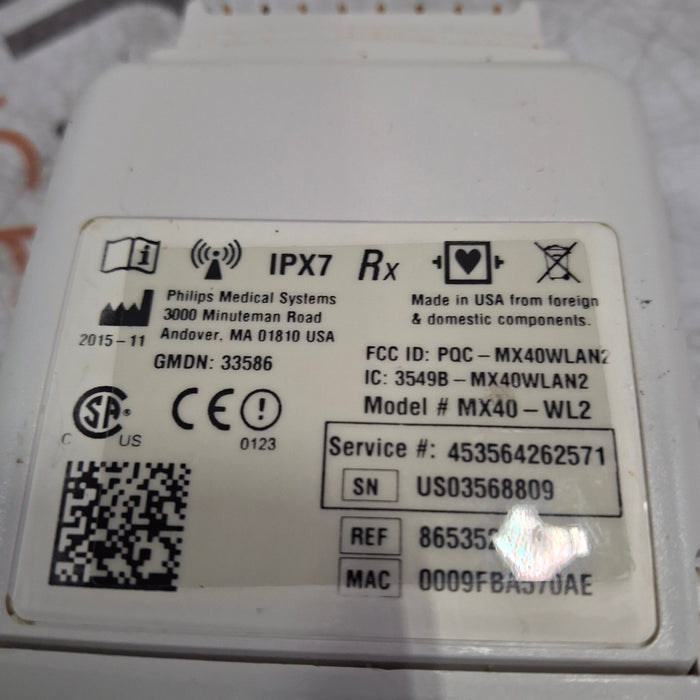 IPX7 Rx
Philips Medical Systems
3000 Minuteman Road
Andover, MA 01810 USA
2015-11
GMDN: 33586
Made in USA from foreign
& domestic components.
FCC ID: PQC-MX40WLAN2
IC: 3549B-MX40WLAN2
Model # MX40-WL2
SA
C US
CE
0123
Service #: 453564262571
SN US03568809
REF
MAC